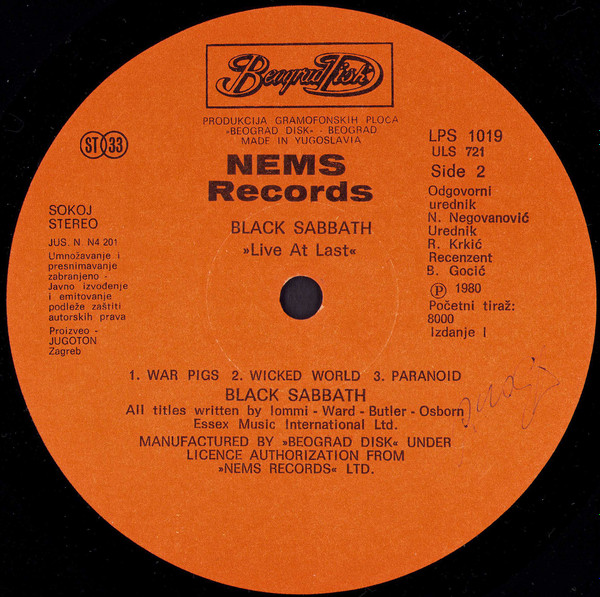 Beograd Disk
PRODUKCIJA GRAMOFONSKIH PLOČA
»BEOGRAD DISK« - BEOGRAD
MADE IN YUGOSLAVIA
ST 33
NEMS
Records
LPS 1019
ULS 721
Side 2
Odgovorni
urednik
N. Negovanović
Urednik
R. Krkić
Recenzent
B. Gocić
Ⓟ 1980
Početni tiraž:
8000
Izdanje I
SOKOJ
STEREO
JUS. N N4 201
Umnožavanje i
presnimavanje
zabranjeno -
Javno izvođenje
i emitovanje
podleže zaštiti
autorskih prava
Proizveo -
JUGOTON
Zagreb
BLACK SABBATH
»Live At Last«
1. WAR PIGS 2. WICKED WORLD 3. PARANOID
BLACK SABBATH
All titles written by Iommi - Ward - Butler - Osborn
Essex Music International Ltd.
MANUFACTURED BY »BEOGRAD DISK« UNDER
LICENCE AUTHORIZATION FROM
»NEMS RECORDS« LTD.